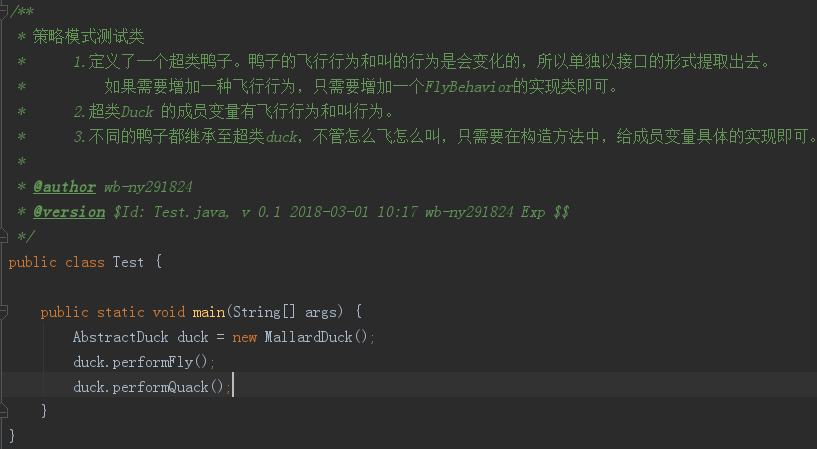 /**
 * 策略模式测试类
 *      1.定义了一个超类鸭子。鸭子的飞行行为和叫的行为是会变化的，所以单独以接口的形式提取出去。
 *        如果需要增加一种飞行行为，只需要增加一个FlyBehavior的实现类即可。
 *      2.超类Duck 的成员变量有飞行行为和叫行为。
 *      3.不同的鸭子都继承至超类duck，不管怎么飞怎么叫，只需要在构造方法中，给成员变量具体的实现即可。
 *
 * @author wb-ny291824
 * @version $Id: Test.java, v 0.1 2018-03-01 10:17 wb-ny291824 Exp $$
 */
public class Test {
    public static void main(String[] args) {
        AbstractDuck duck = new MallardDuck();
        duck.performFly();
        duck.performQuack();
    }
}